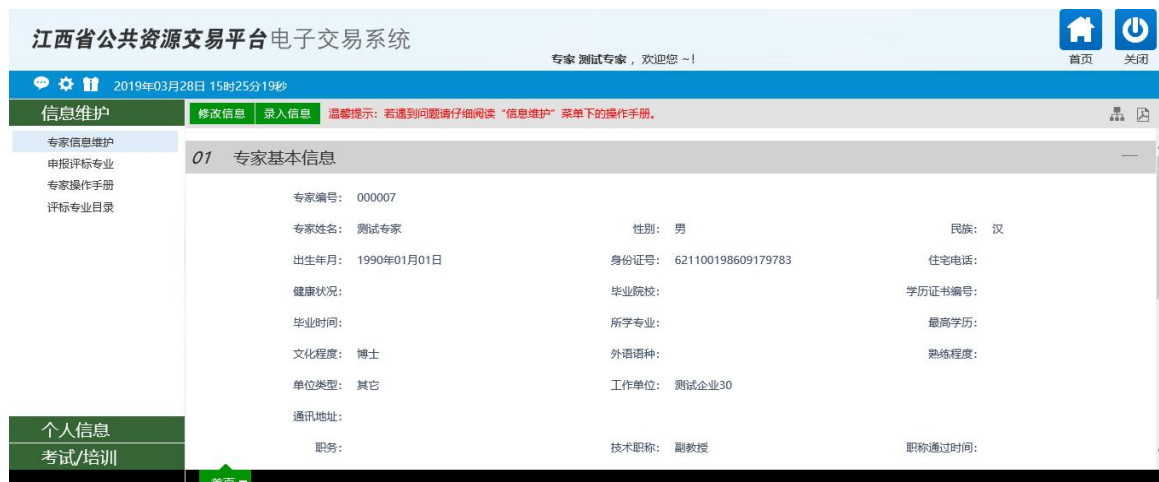 江西省公共资源交易平台电子交易系统
专家 测试专家 ，欢迎您 ~!
首页 关闭
2019年03月28日 15时25分19秒
信息维护 修改信息 录入信息 温馨提示：若遇到问题请仔细阅读“信息维护”菜单下的操作手册。
专家信息维护
申报评标专业
专家操作手册
评标专业目录
01 专家基本信息
专家编号： 000007
专家姓名： 测试专家 性别： 男 民族： 汉
出生年月： 1990年01月01日 身份证号： 621100198609179783 住宅电话：
健康状况： 毕业院校： 学历证书编号：
毕业时间： 所学专业： 最高学历：
文化程度： 博士 外语语种： 熟练程度：
单位类型： 其它 工作单位： 测试企业30
通讯地址：
职务： 技术职称： 副教授 职称通过时间：
个人信息
考试/培训
首页